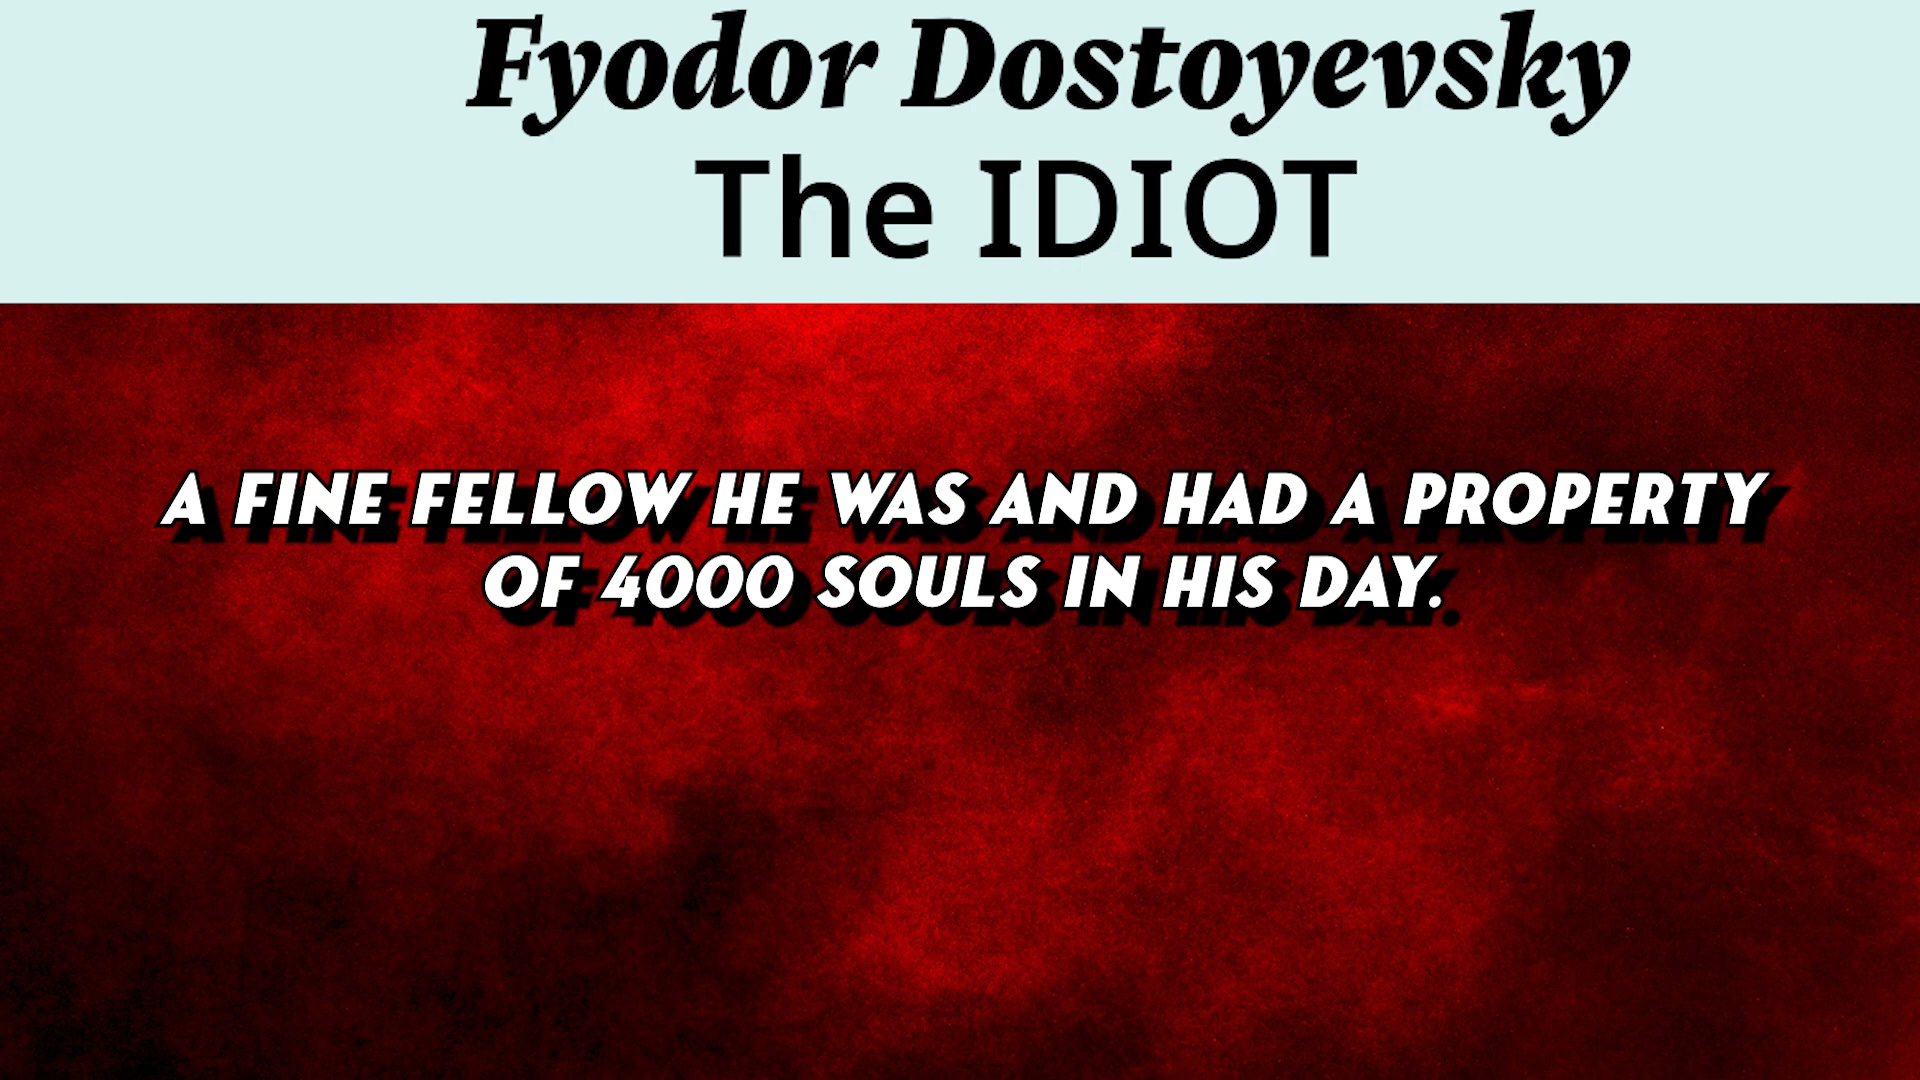 Fyodor Dostoyevsky
The IDIOT
A FINE FELLOW HE WAS AND HAD A PROPERTY
OF 4000 SOULS IN HIS DAY.